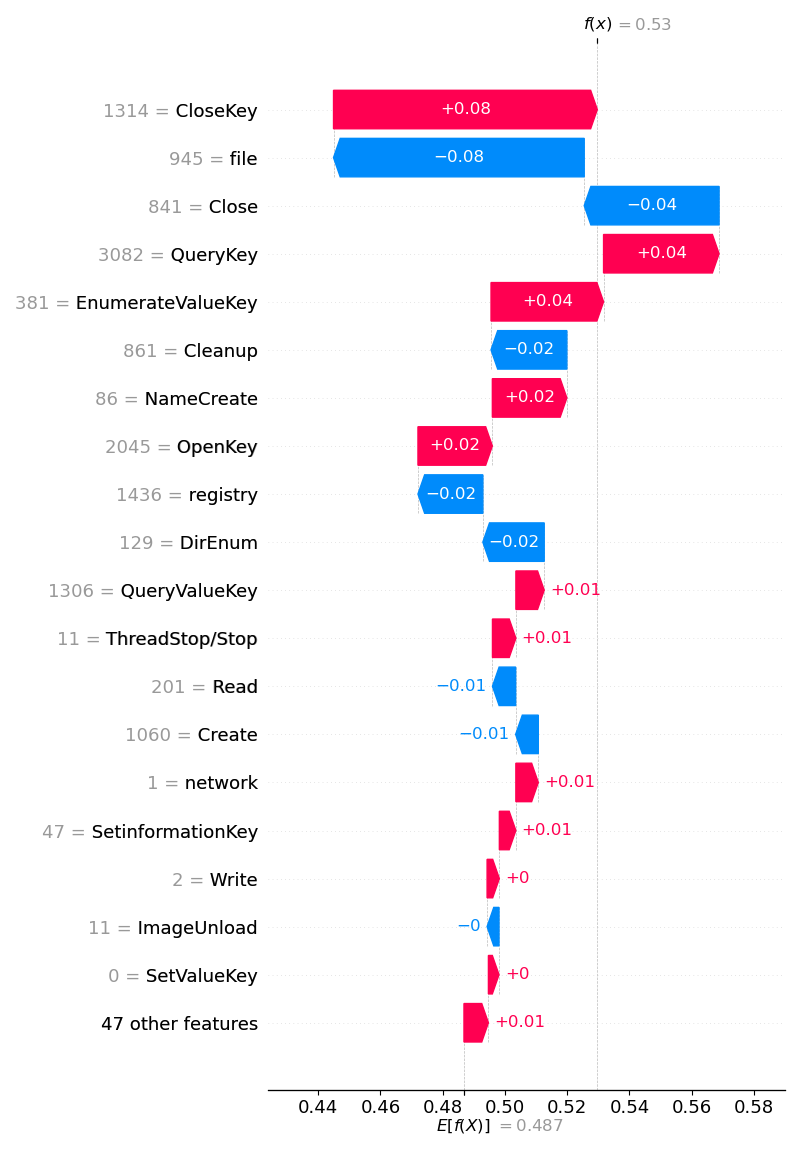 f(x) = 0.53
1314 = CloseKey +0.08
945 = file −0.08
841 = Close −0.04
3082 = QueryKey +0.04
381 = EnumerateValueKey +0.04
861 = Cleanup −0.02
86 = NameCreate +0.02
2045 = OpenKey +0.02
1436 = registry −0.02
129 = DirEnum −0.02
1306 = QueryValueKey +0.01
11 = ThreadStop/Stop +0.01
201 = Read −0.01
1060 = Create −0.01
1 = network +0.01
47 = SetinformationKey +0.01
2 = Write +0
11 = ImageUnload −0
0 = SetValueKey +0
47 other features +0.01
0.44 0.46 0.48 0.50 0.52 0.54 0.56 0.58
E[f(X)] = 0.487